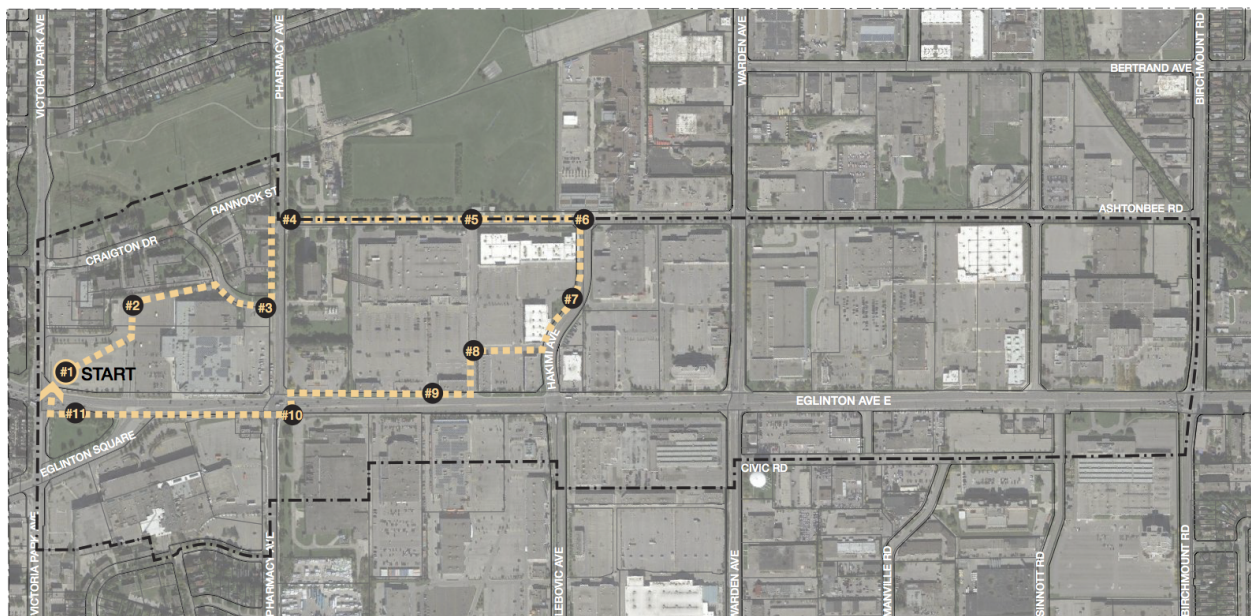 VICTORIA PARK AVE
PHARMACY AVE
WARDEN AVE
BIRCHMOUNT RD
BERTRAND AVE
RANNOCK ST
CRAIGTON DR
ASHTONBEE RD
#4
#5
#6
#2
#3
#7
#8
HAKIMI AVE
#1 START
#9
EGLINTON AVE E
#11
#10
EGLINTON SQUARE
CIVIC RD
VICTORIA PARK AVE
PHARMACY AVE
LEBOVIC AVE
WARDEN AVE
MANVILLE RD
SINNOTT RD
BIRCHMOUNT RD